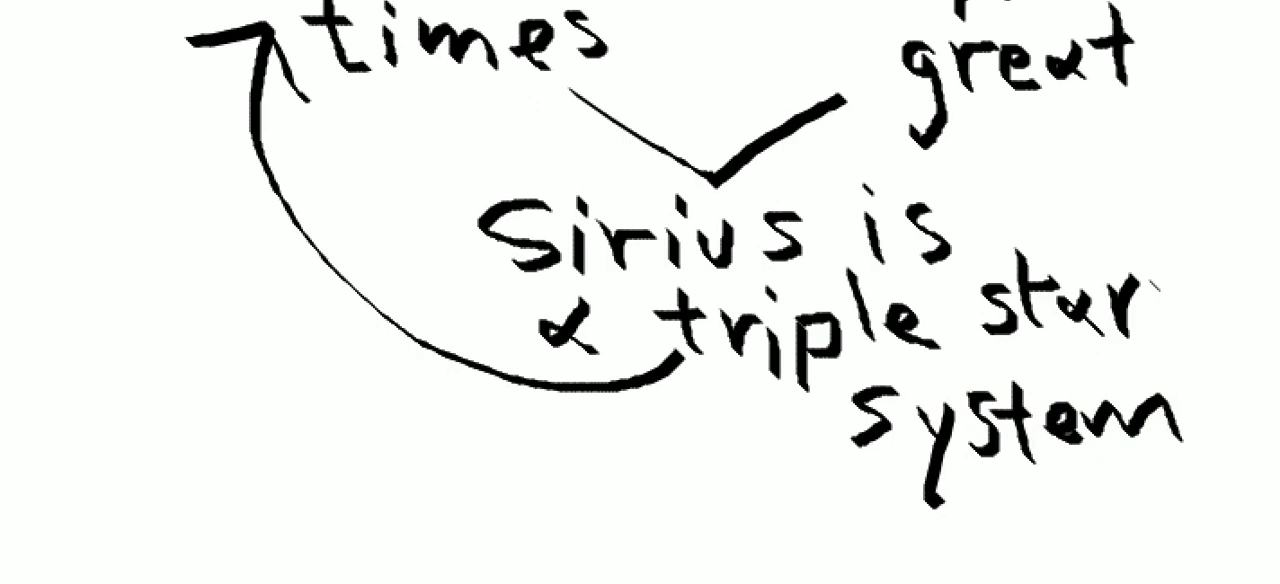 times
great
Sirius is
a triple star
system